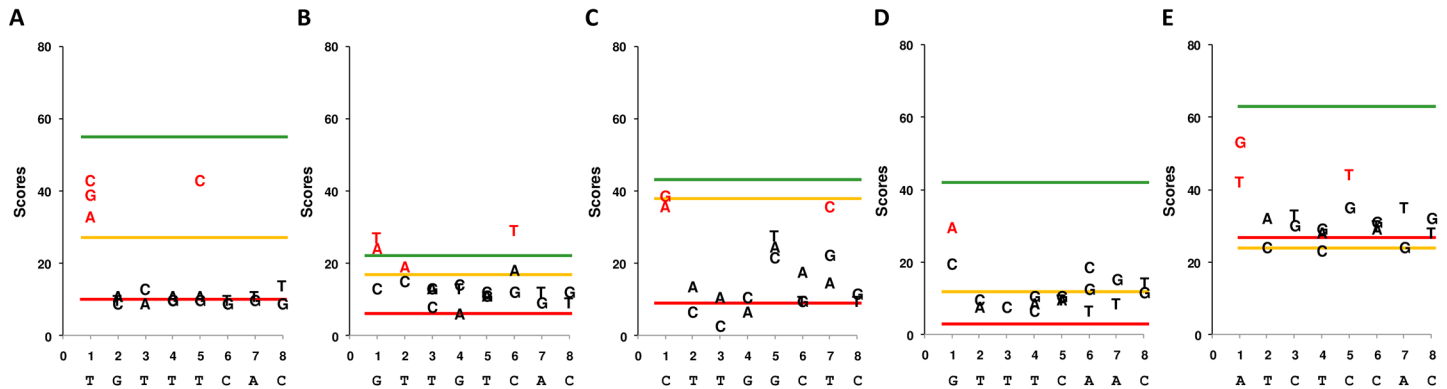 A
Scores
80
60
40
20
0
C C
G
A
C T
A A A T T
C A G G G G G
0 1 2 3 4 5 6 7 8
T G T T T C A C
B
Scores
80
60
40
20
0
T T
A
A A
C C G C T G C T C
C A G T
0 1 2 3 4 5 6 7 8
G T T G T C A C
C
Scores
80
60
40
20
0
G
A C
T
A
C G
A
A A C A G
C C A G T
0 1 2 3 4 5 6 7 8
C T T G G C T C
D
Scores
80
60
40
20
0
A
C C
G T
C G G C C
A C A T T
C
0 1 2 3 4 5 6 7 8
G T T T C A A C
E
Scores
80
60
40
20
0
G
T T
G T
A T G G
G A A T
C C G
0 1 2 3 4 5 6 7 8
A T C T C C A C